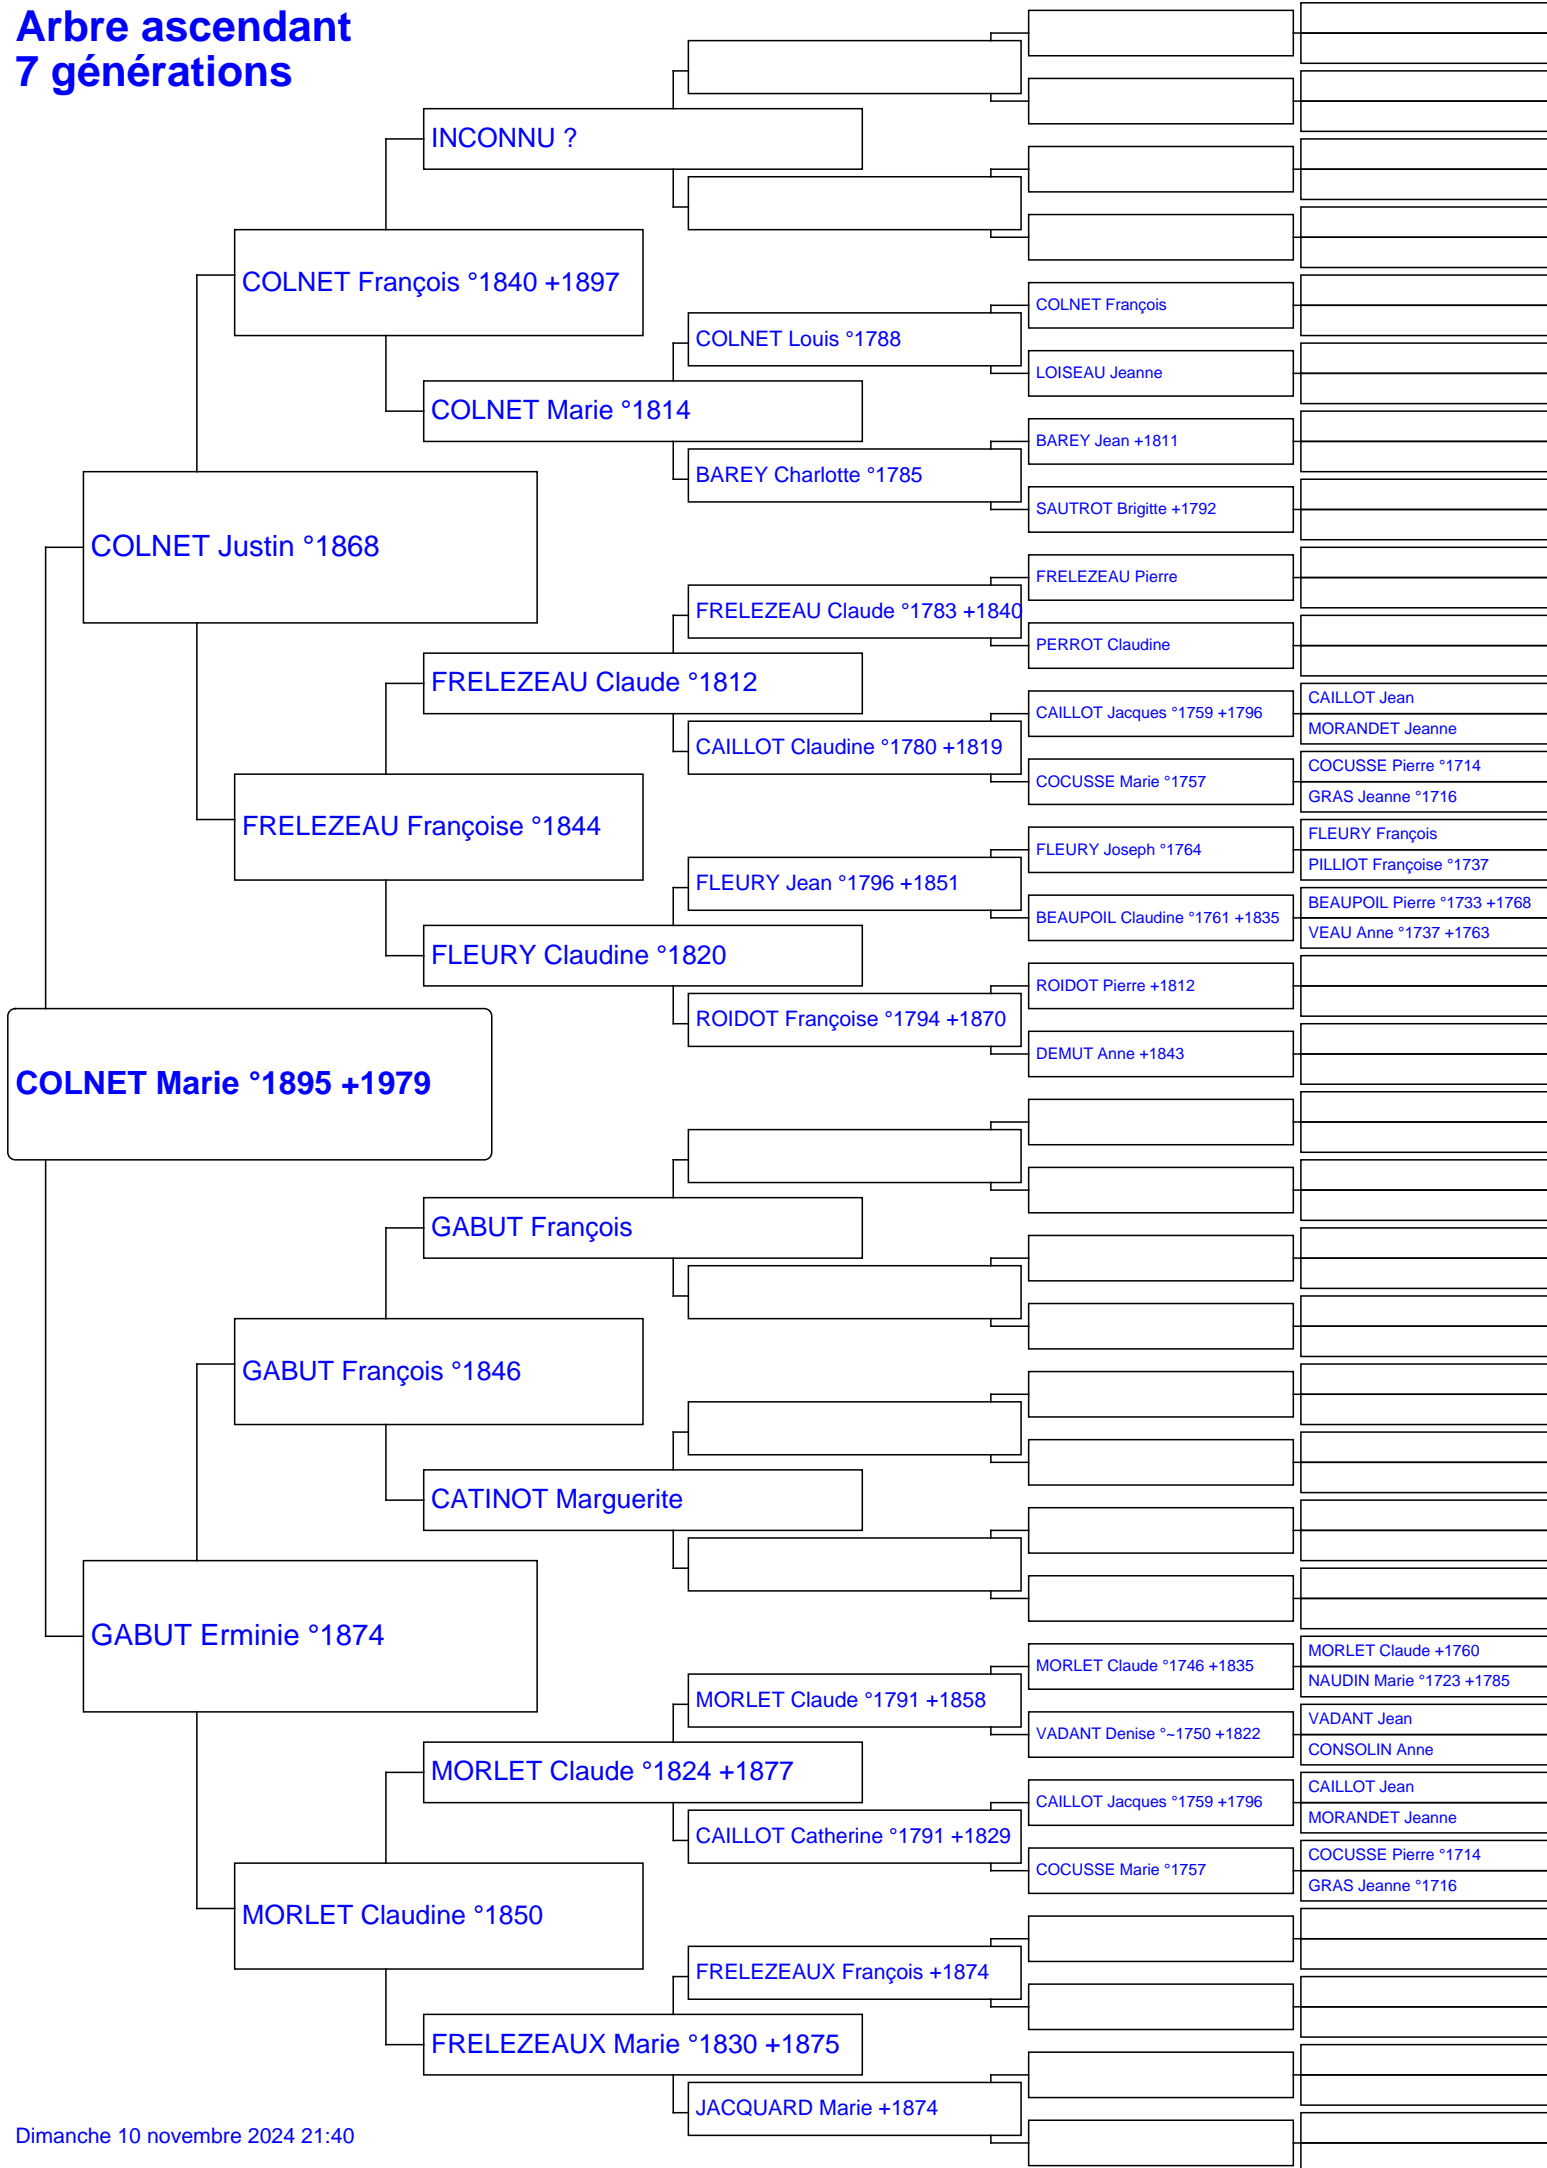 Arbre ascendant
7 générations
INCONNU ?
COLNET François °1840 +1897
COLNET François
COLNET Louis °1788
LOISEAU Jeanne
COLNET Marie °1814
BAREY Jean +1811
BAREY Charlotte °1785
SAUTROT Brigitte +1792
COLNET Justin °1868
FRELEZEAU Pierre
FRELEZEAU Claude °1783 +1840
PERROT Claudine
FRELEZEAU Claude °1812
CAILLOT Jean
CAILLOT Jacques °1759 +1796
MORANDET Jeanne
CAILLOT Claudine °1780 +1819
COCUSSE Pierre °1714
COCUSSE Marie °1757
GRAS Jeanne °1716
FRELEZEAU Françoise °1844
FLEURY François
FLEURY Joseph °1764
PILLIOT Françoise °1737
FLEURY Jean °1796 +1851
BEAUPOIL Pierre °1733 +1768
BEAUPOIL Claudine °1761 +1835
VEAU Anne °1737 +1763
FLEURY Claudine °1820
ROIDOT Pierre +1812
ROIDOT Françoise °1794 +1870
DEMUT Anne +1843
COLNET Marie °1895 +1979
GABUT François
GABUT François °1846
CATINOT Marguerite
GABUT Erminie °1874
MORLET Claude +1760
MORLET Claude °1746 +1835
NAUDIN Marie °1723 +1785
MORLET Claude °1791 +1858
VADANT Jean
VADANT Denise °~1750 +1822
CONSOLIN Anne
MORLET Claude °1824 +1877
CAILLOT Jean
CAILLOT Jacques °1759 +1796
MORANDET Jeanne
CAILLOT Catherine °1791 +1829
COCUSSE Pierre °1714
COCUSSE Marie °1757
GRAS Jeanne °1716
MORLET Claudine °1850
FRELEZEAUX François +1874
FRELEZEAUX Marie °1830 +1875
JACQUARD Marie +1874
Dimanche 10 novembre 2024 21:40